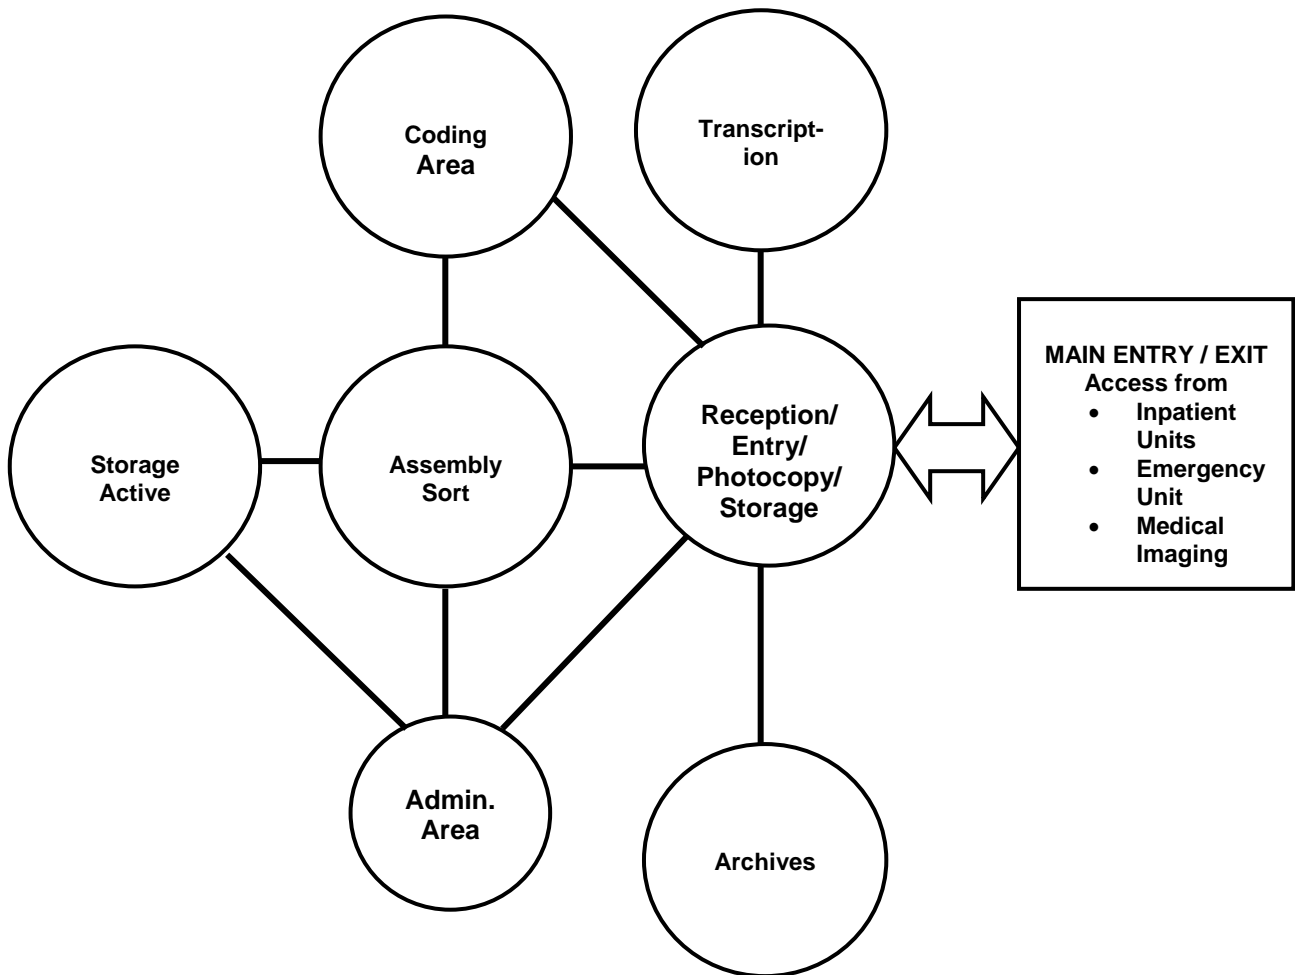 Coding
Area
Transcript-
ion
Storage
Active
Assembly
Sort
Reception/
Entry/
Photocopy/
Storage
MAIN ENTRY / EXIT
Access from
• Inpatient
Units
• Emergency
Unit
• Medical
Imaging
Admin.
Area
Archives